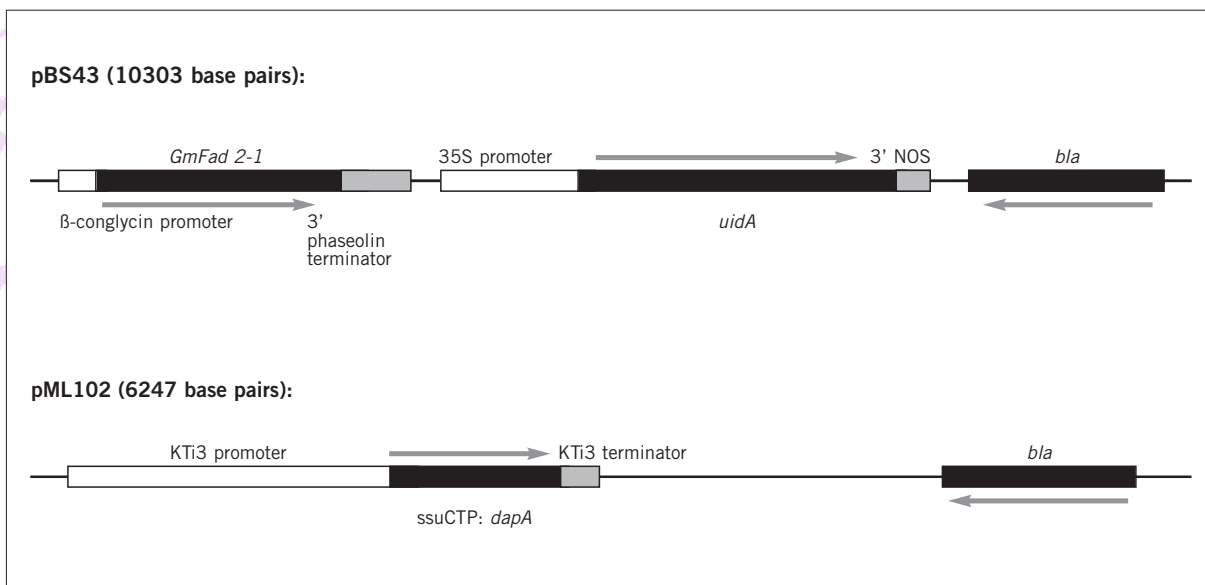 pBS43 (10303 base pairs):
GmFad 2-1
35S promoter
3' NOS
bla
ß-conglycin promoter
3'
phaseolin
terminator
uidA
pML102 (6247 base pairs):
KTi3 promoter
KTi3 terminator
bla
ssuCTP: dapA